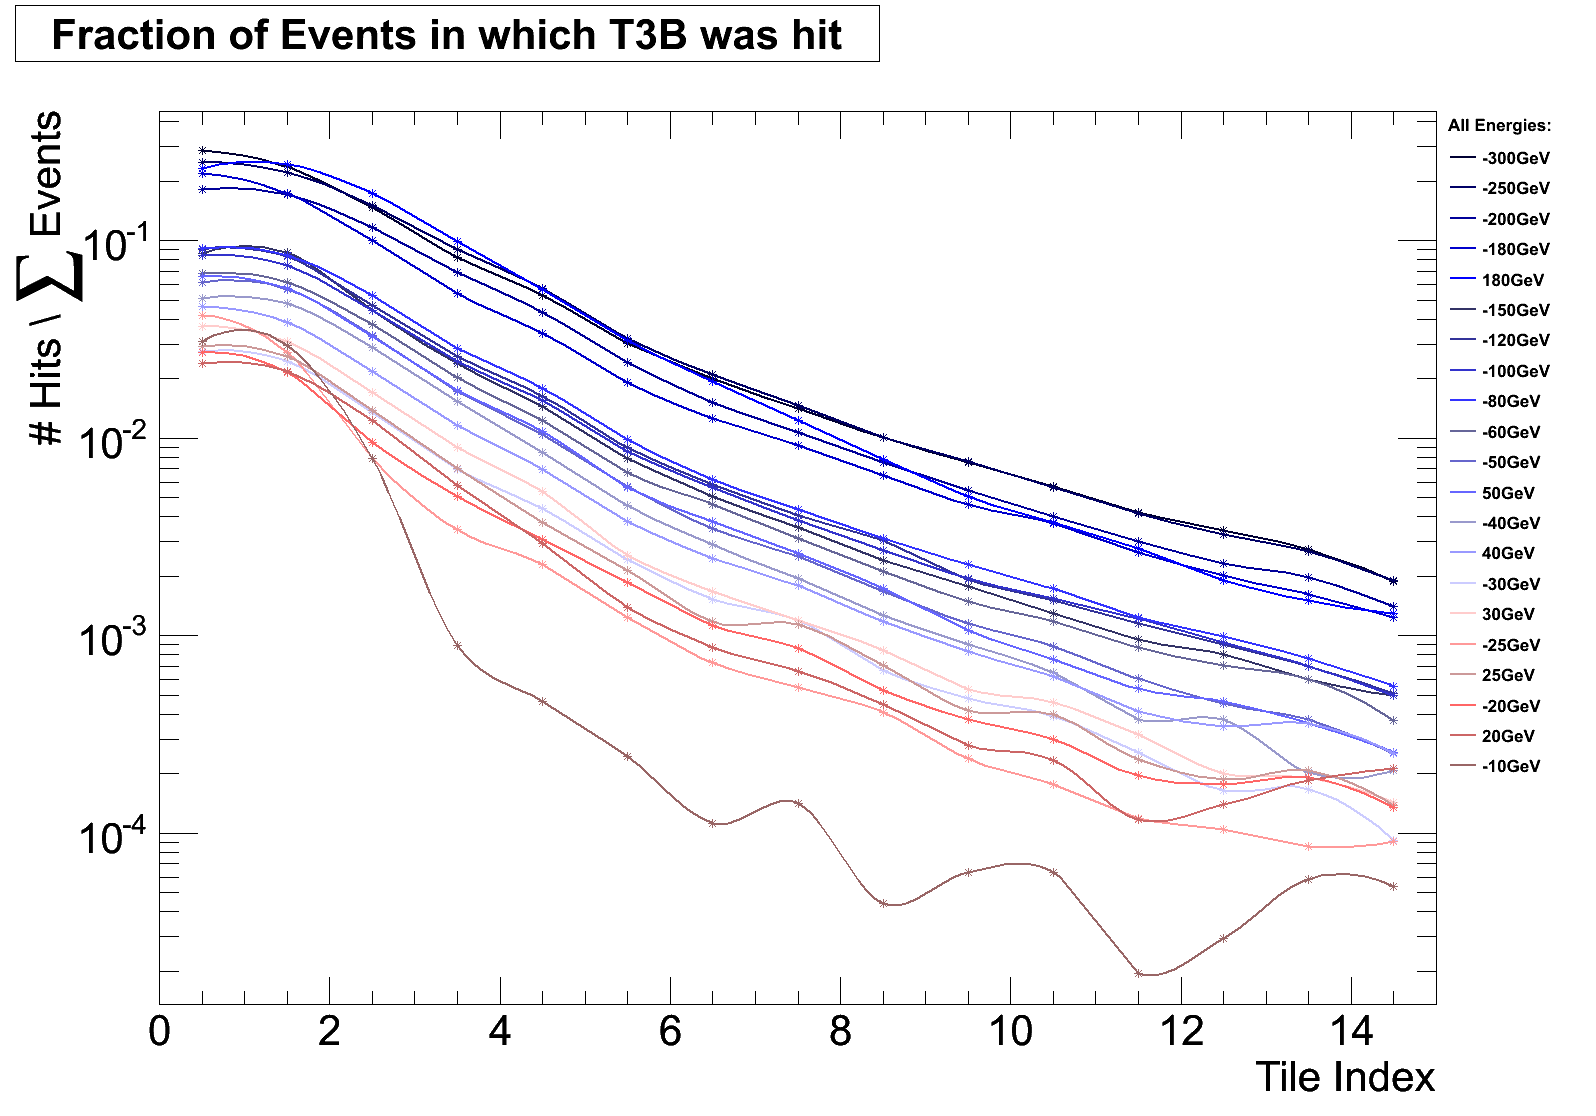 Fraction of Events in which T3B was hit
# Hits \ ∑ Events
10-1
10-2
10-3
10-4
0 2 4 6 8 10 12 14
Tile Index
All Energies:
-300GeV
-250GeV
-200GeV
-180GeV
180GeV
-150GeV
-120GeV
-100GeV
-80GeV
-60GeV
-50GeV
50GeV
-40GeV
40GeV
-30GeV
30GeV
-25GeV
25GeV
-20GeV
20GeV
-10GeV